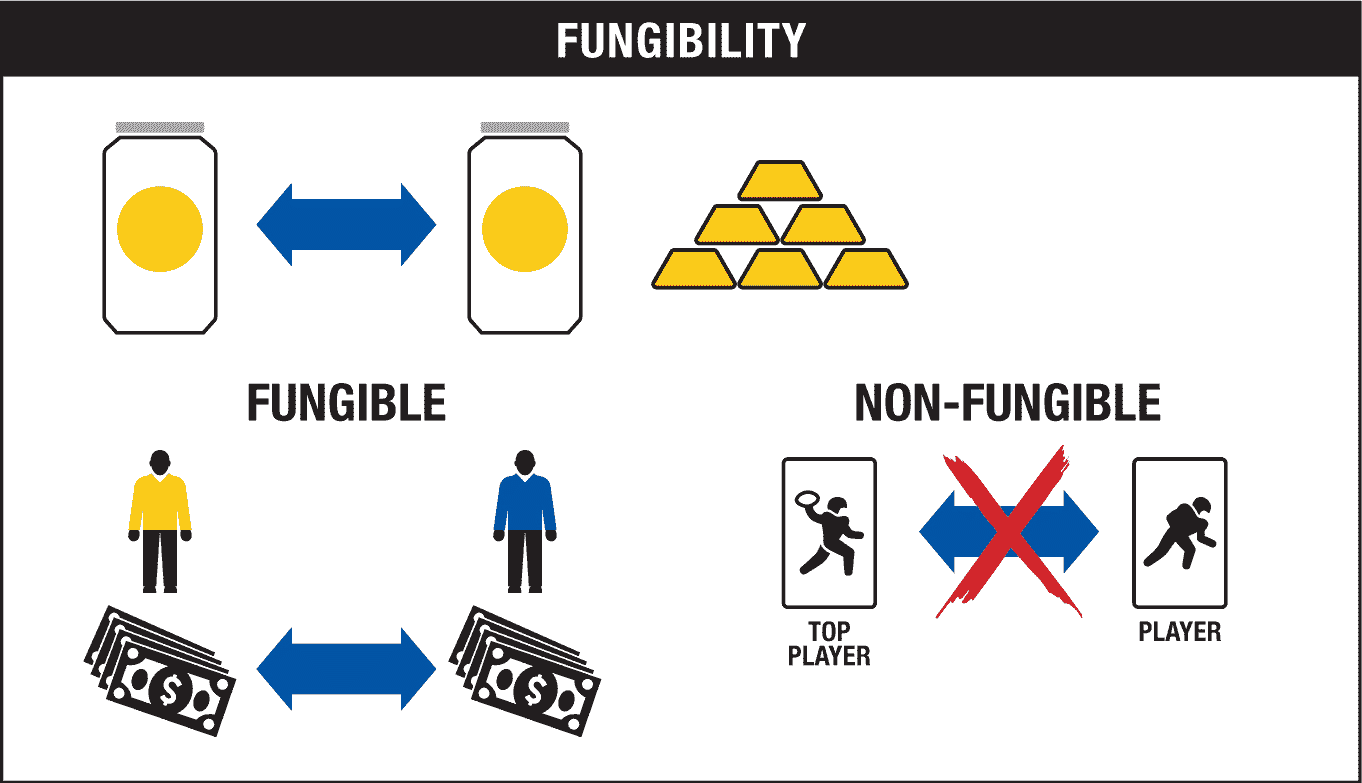 FUNGIBILITY
FUNGIBLE
NON-FUNGIBLE
$
$
TOP
PLAYER
PLAYER